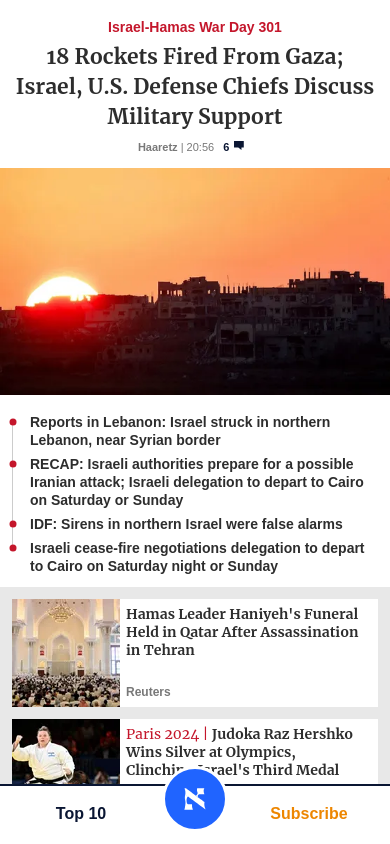 Israel-Hamas War Day 301
18 Rockets Fired From Gaza;
Israel, U.S. Defense Chiefs Discuss
Military Support
Haaretz | 20:56 6
Reports in Lebanon: Israel struck in northern
Lebanon, near Syrian border
RECAP: Israeli authorities prepare for a possible
Iranian attack; Israeli delegation to depart to Cairo
on Saturday or Sunday
IDF: Sirens in northern Israel were false alarms
Israeli cease-fire negotiations delegation to depart
to Cairo on Saturday night or Sunday
Hamas Leader Haniyeh's Funeral
Held in Qatar After Assassination
in Tehran
Reuters
Paris 2024 | Judoka Raz Hershko
Wins Silver at Olympics,
Clinching Israel's Third Medal
Top 10
Subscribe